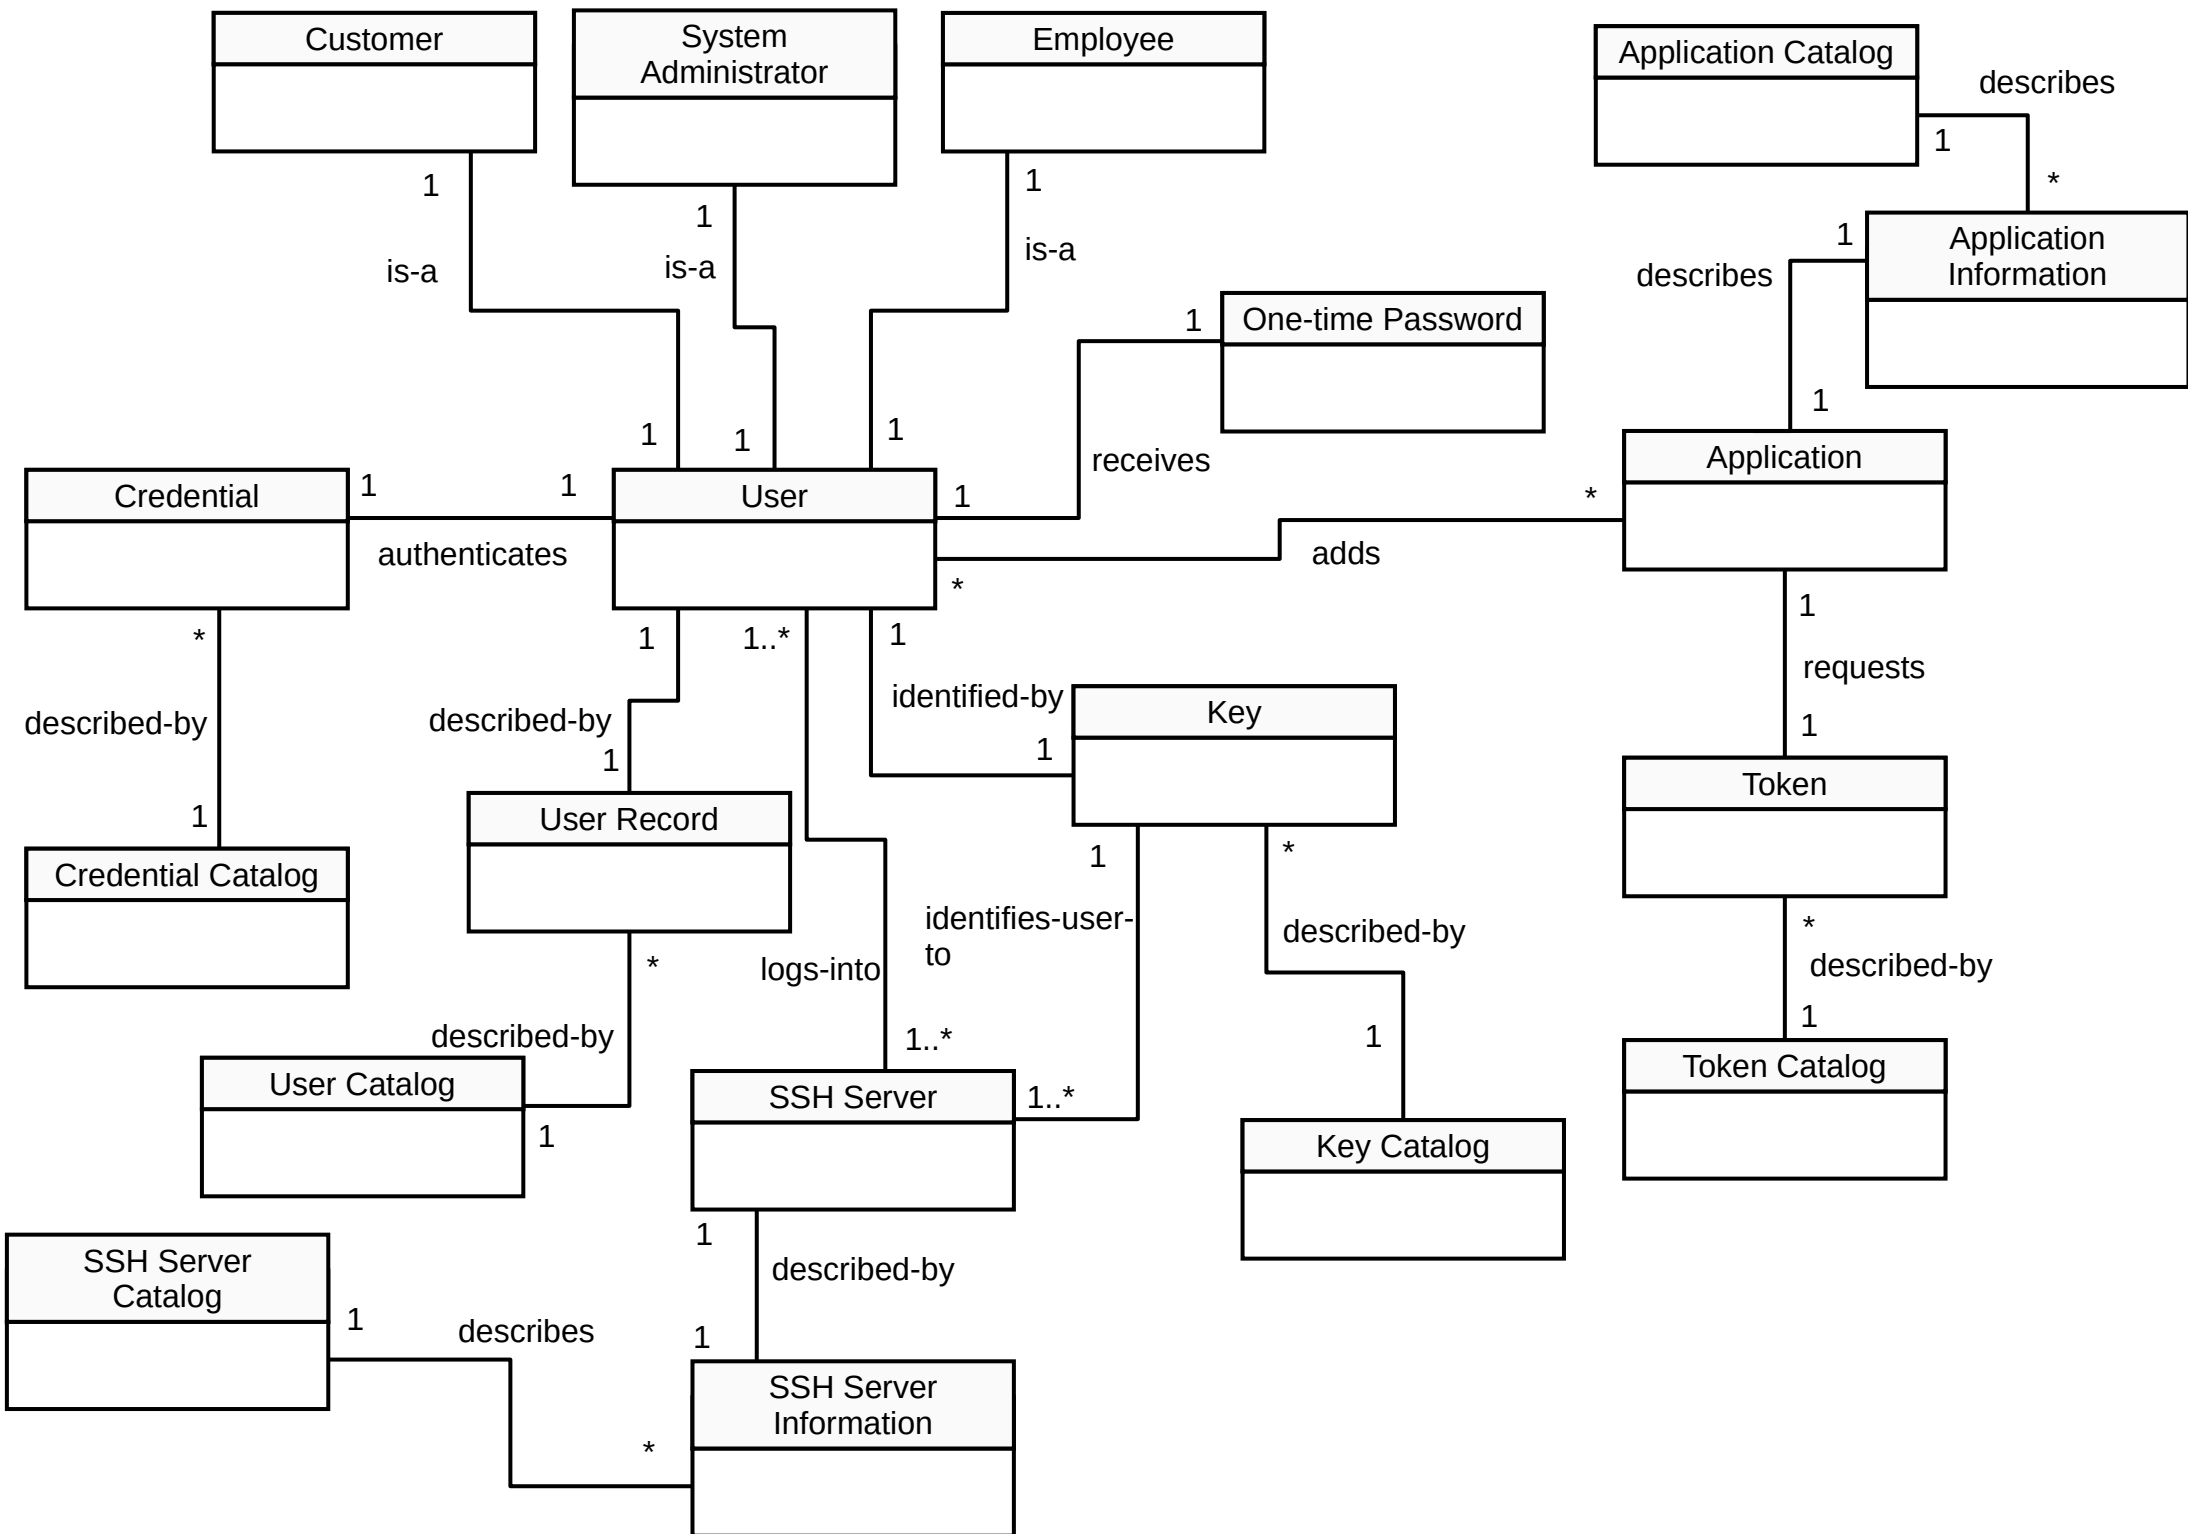 Customer
System
Administrator
Employee
Application Catalog
describes
1
*
1
1
1
is-a
is-a
is-a
Application
Information
1
describes
1
One-time Password
1
receives
1
1
1
1
Application
Credential
1
authenticates
1
User
1
*
adds
*
*
described-by
1
1
described-by
1
1..*
1
identified-by
1
Key
1
requests
1
Token
Credential Catalog
User Record
1
identifies-user-
to
*
described-by
1
*
described-by
1
*
described-by
1
logs-into
1..*
1..*
User Catalog
SSH Server
Key Catalog
Token Catalog
SSH Server
Catalog
1
describes
*
1
described-by
1
SSH Server
Information